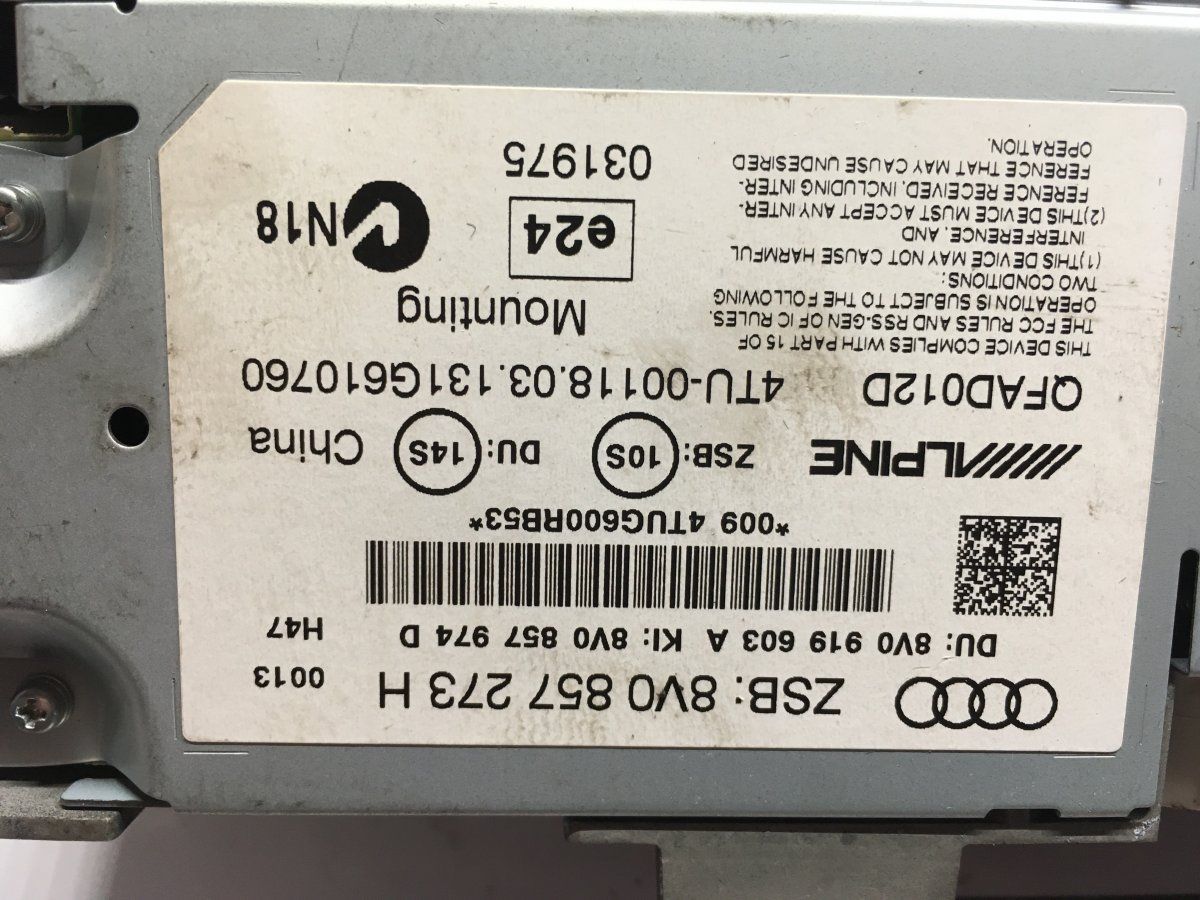 ZSB: 8V0 857 273 H
0013
DU: 8V0 919 603 A KI: 8V0 857 974 D
H47
*009 4TUG600RB53*
ALPINE
ZSB: 10S
DU: 14S
China
QFAD012D
4TU-00118.03.131G610760
THIS DEVICE COMPLIES WITH PART 15 OF
THE FCC RULES AND RSS-GEN OF IC RULES.
OPERATION IS SUBJECT TO THE FOLLOWING
TWO CONDITIONS:
(1)THIS DEVICE MAY NOT CAUSE HARMFUL
INTERFERENCE, AND
(2)THIS DEVICE MUST ACCEPT ANY INTER-
FERENCE RECEIVED, INCLUDING INTER-
FERENCE THAT MAY CAUSE UNDESIRED
OPERATION.
Mounting
e24
N18
031975